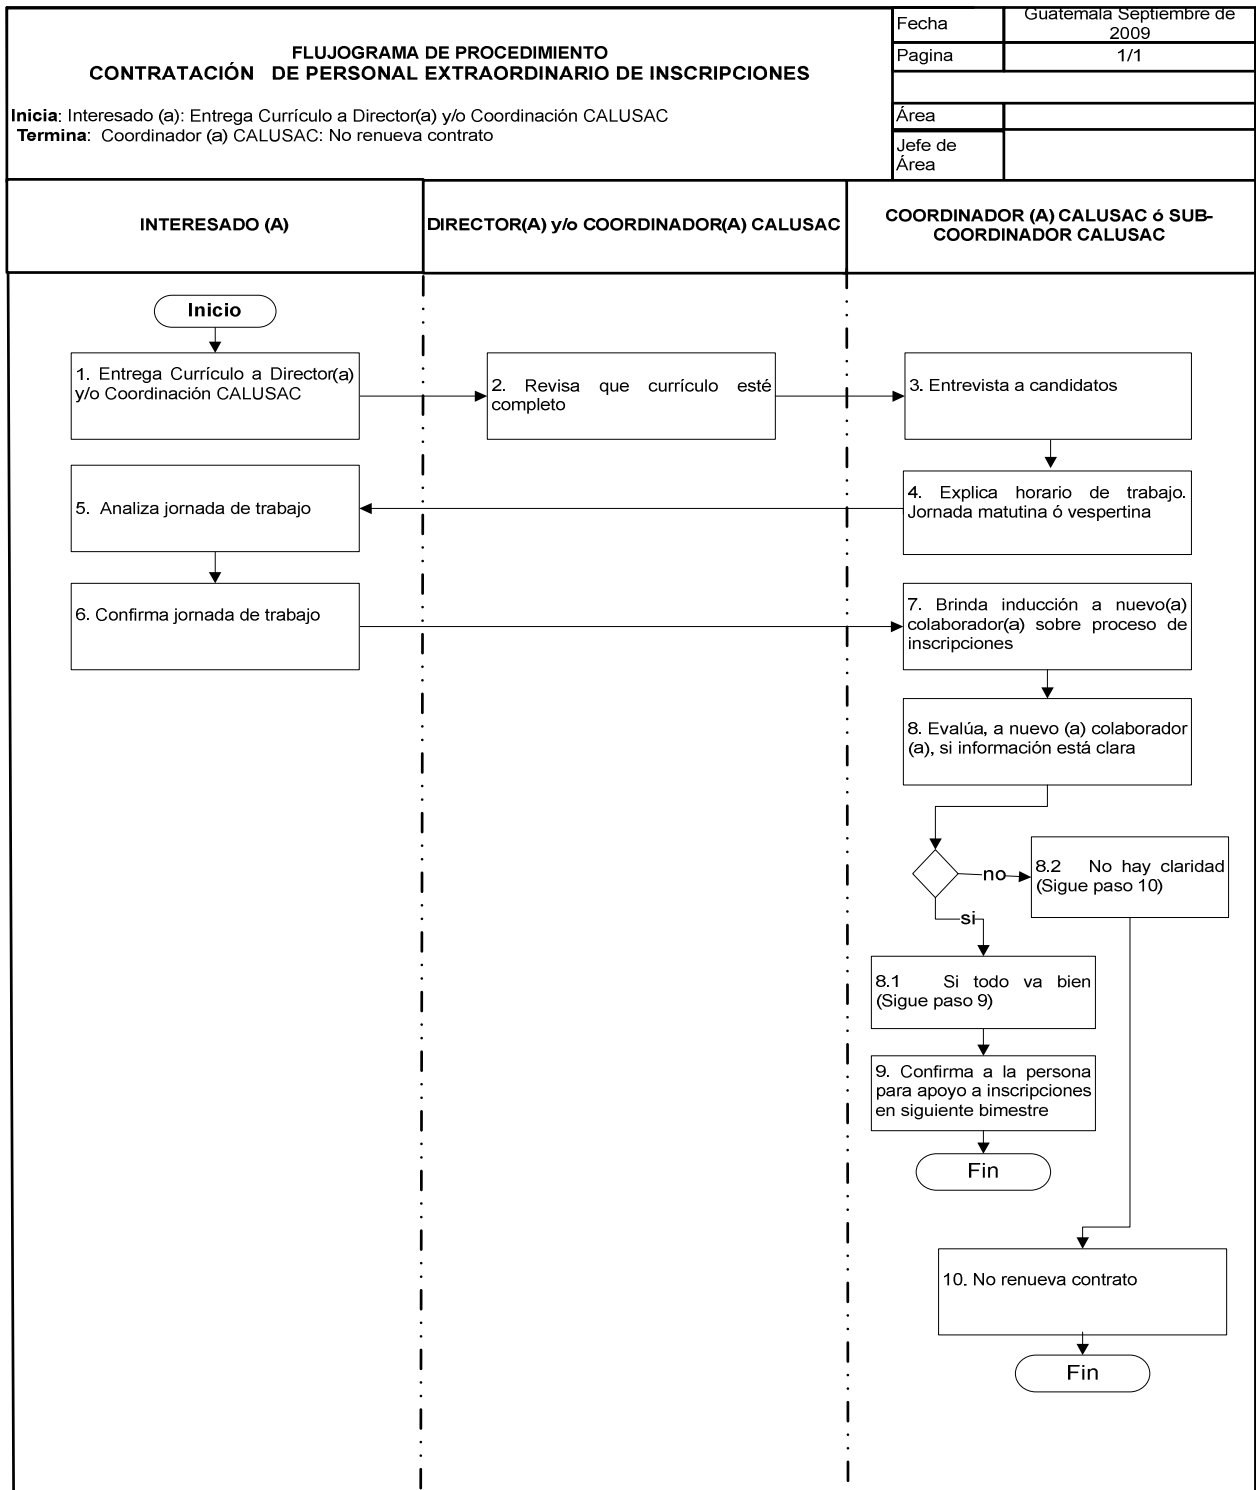 FLUJOGRAMA DE PROCEDIMIENTO
CONTRATACIÓN DE PERSONAL EXTRAORDINARIO DE INSCRIPCIONES
Inicia: Interesado (a): Entrega Currículo a Director(a) y/o Coordinación CALUSAC
Termina: Coordinador (a) CALUSAC: No renueva contrato
Fecha
Guatemala Septiembre de
2009
Pagina
1/1
Área
Jefe de
Área
INTERESADO (A)
DIRECTOR(A) y/o COORDINADOR(A) CALUSAC
COORDINADOR (A) CALUSAC ó SUB-
COORDINADOR CALUSAC
Inicio
1. Entrega Currículo a Director(a)
y/o Coordinación CALUSAC
2. Revisa que currículo esté
completo
3. Entrevista a candidatos
4. Explica horario de trabajo.
Jornada matutina ó vespertina
5. Analiza jornada de trabajo
6. Confirma jornada de trabajo
7. Brinda inducción a nuevo(a)
colaborador(a) sobre proceso de
inscripciones
8. Evalúa, a nuevo (a) colaborador
(a), si información está clara
no
8.2 No hay claridad
(Sigue paso 10)
si
8.1 Si todo va bien
(Sigue paso 9)
9. Confirma a la persona
para apoyo a inscripciones
en siguiente bimestre
Fin
10. No renueva contrato
Fin